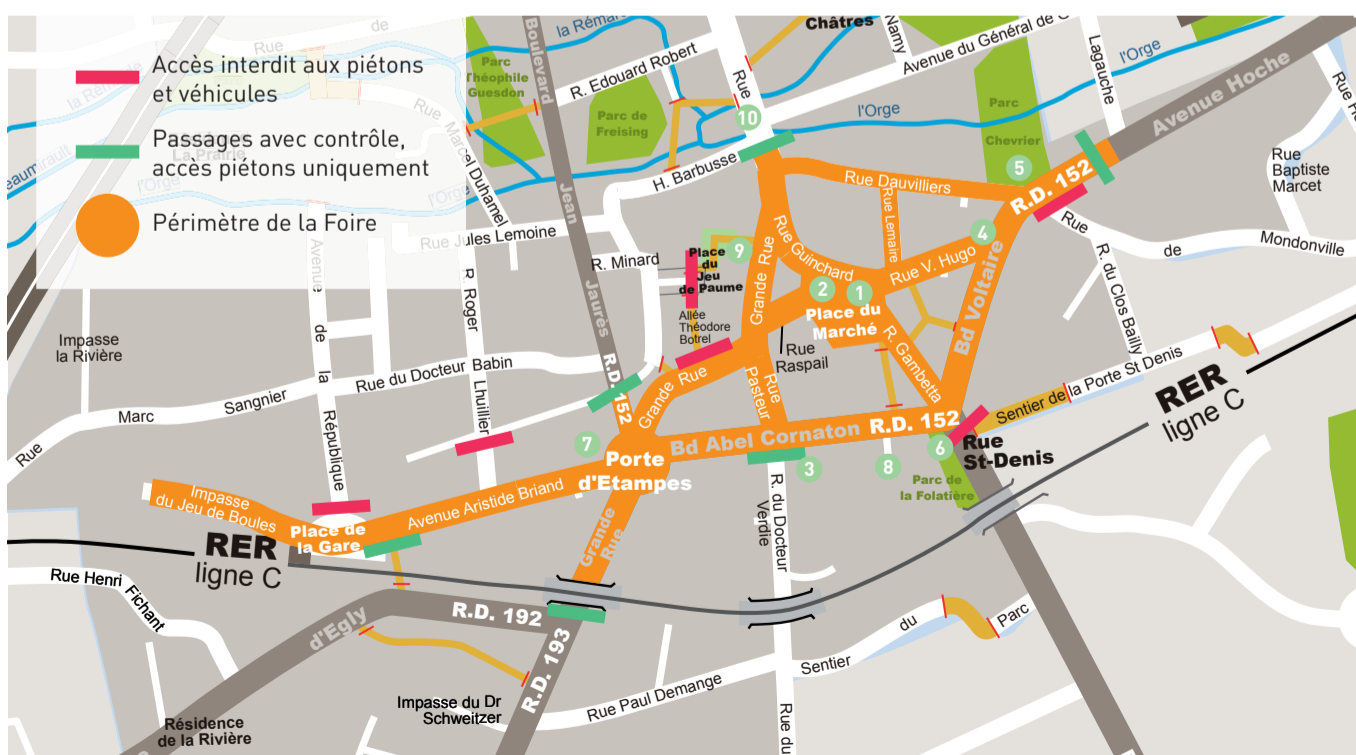 Accès interdit aux piétons
et véhicules
Passages avec contrôle,
accès piétons uniquement
Périmètre de la Foire
Rue
de
la Rémar
Boulevard
Jean
Jaurès
R.D. 152
Parc
Théophile
Guesdon
R. Edouard Robert
Parc de
Freising
Rue
Châtres
Namy
Avenue du Général de G
Lagauche
l'Orge
l'Orge
Parc
Chevrier
Avenue Hoche
Rue
Baptiste
Marcet
Rue H
la Rémar
La Prairie
l'Orge
l'Orge
Rue Marcel Duhamel
H. Barbusse
10
5
Rue Dauvilliers
R.D. 152
Rue Lemaire
4
Rue
de
Mondonville
R. du Clos Bailly
Rue Jules Lemoine
R. Minard
Place
du
Jeu
de Paume
9
Grande Rue
Rue Guinchard
Rue V. Hugo
2
1
Place du
Marché
Bd Voltaire
Allée
Théodore
Botrel
Rue
Raspail
R. Gambetta
Avenue
de
la
République
R. Roger
Lhuillier
Impasse
la Rivière
Rue du Docteur Babin
Rue
Marc
Sangnier
Grande Rue
Rue
Pasteur
Sentier de la Porte St Denis
RER
ligne C
Bd Abel Cornaton
R.D. 152
7
Porte
d'Etampes
3
8
6
Rue
St-Denis
Parc de
la Folatière
R. du Docteur
Verdie
Impasse
du Jeu de Boules
Place de
la Gare
Avenue Aristide Briand
RER
ligne C
Grande
Rue
Rue Henri
Fichant
d'Egly
R.D. 192
R.D. 193
Impasse du Dr
Schweitzer
Rue Paul Demange
Sentier
du
Parc
Résidence
de la Rivière
Rue du